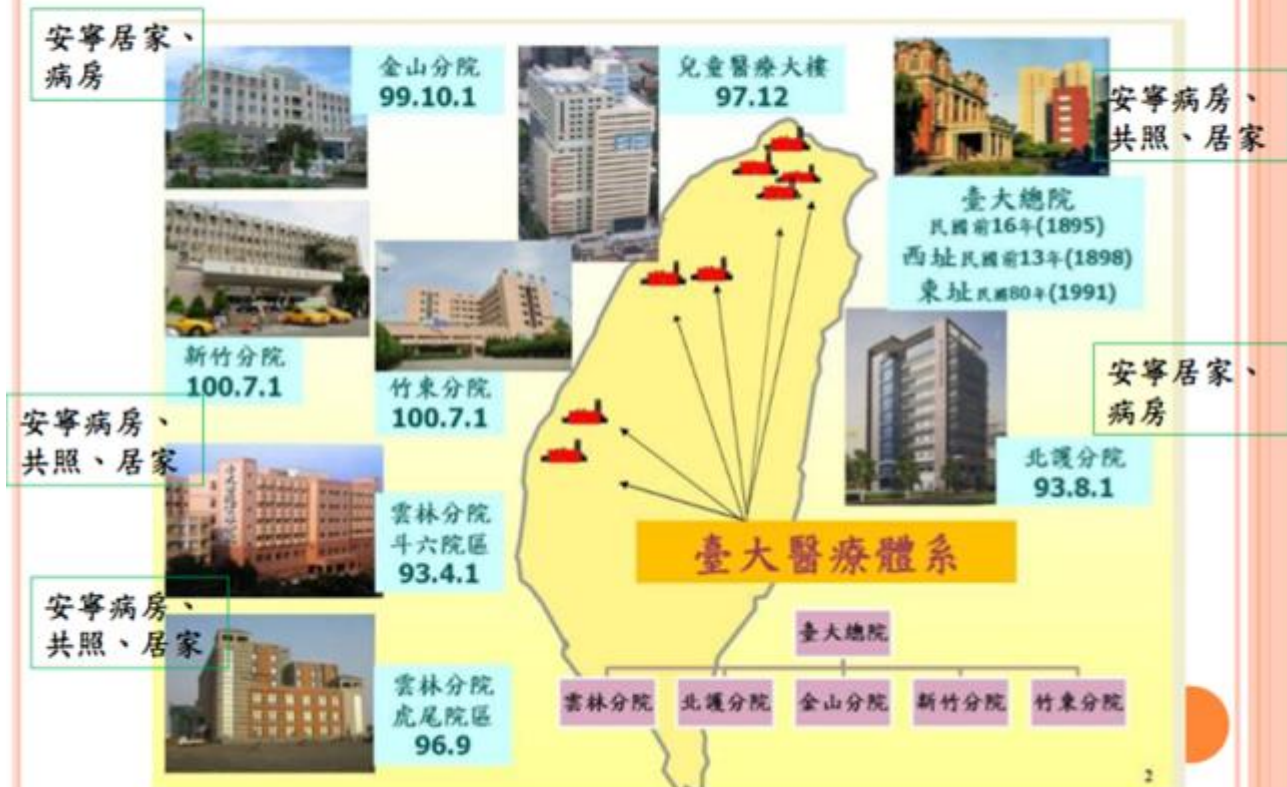 安寧居家、
病房
金山分院
99.10.1
兒童醫療大樓
97.12
安寧病房、
共照、居家
臺大總院
民國前16年(1895)
西址民國前13年(1898)
東址民國80年(1991)
新竹分院
100.7.1
竹東分院
100.7.1
安寧居家、
病房
北護分院
93.8.1
安寧病房、
共照、居家
雲林分院
斗六院區
93.4.1
臺大醫療體系
安寧病房、
共照、居家
雲林分院
虎尾院區
96.9
臺大總院
雲林分院
北護分院
金山分院
新竹分院
竹東分院
2